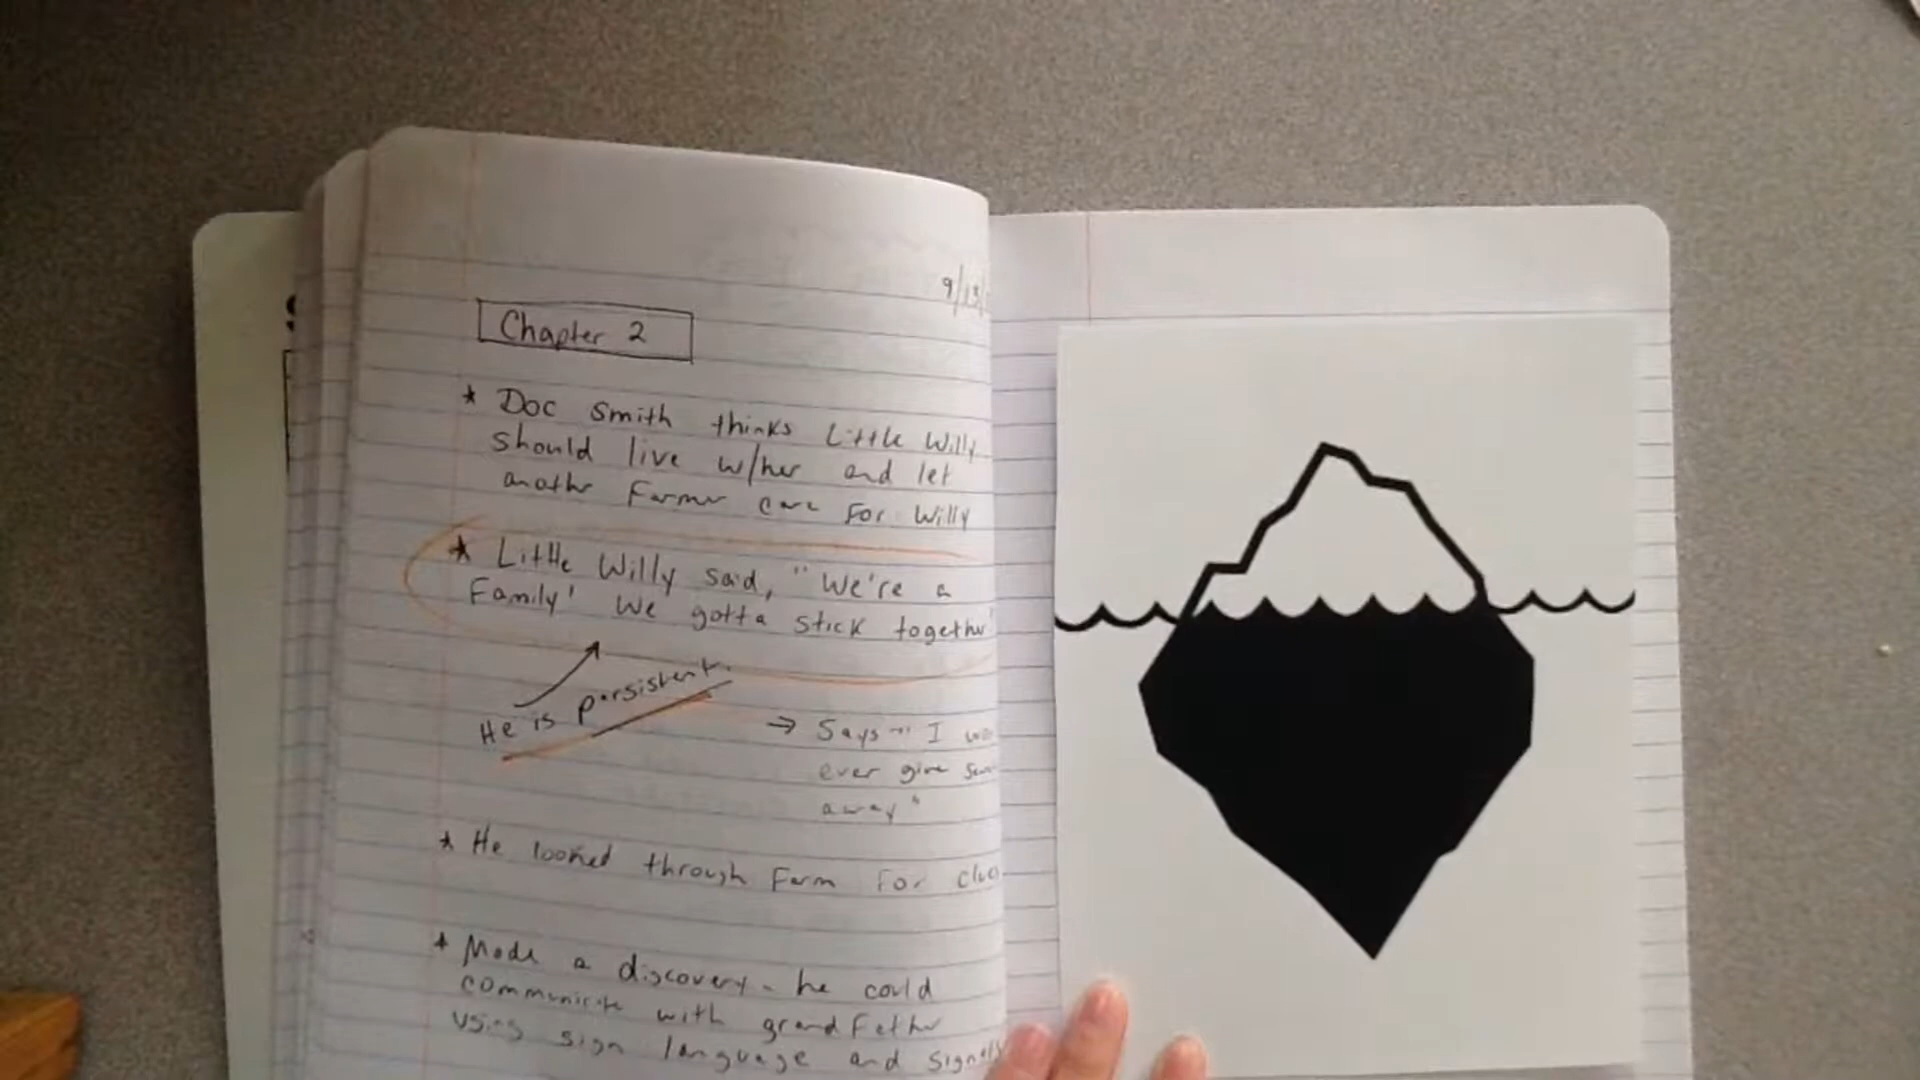 9/13/
Chapter 2
* Doc Smith thinks Little Willy
should live w/her and let
another Farmer care For Willy
* Little Willy said, "We're a
Family! We gotta stick together"
He is persistent.
→ Says "I
ever give
away"
* He looked through Farm For
* Made a discovery - he could
communicate with grandFather
using sign language and signals